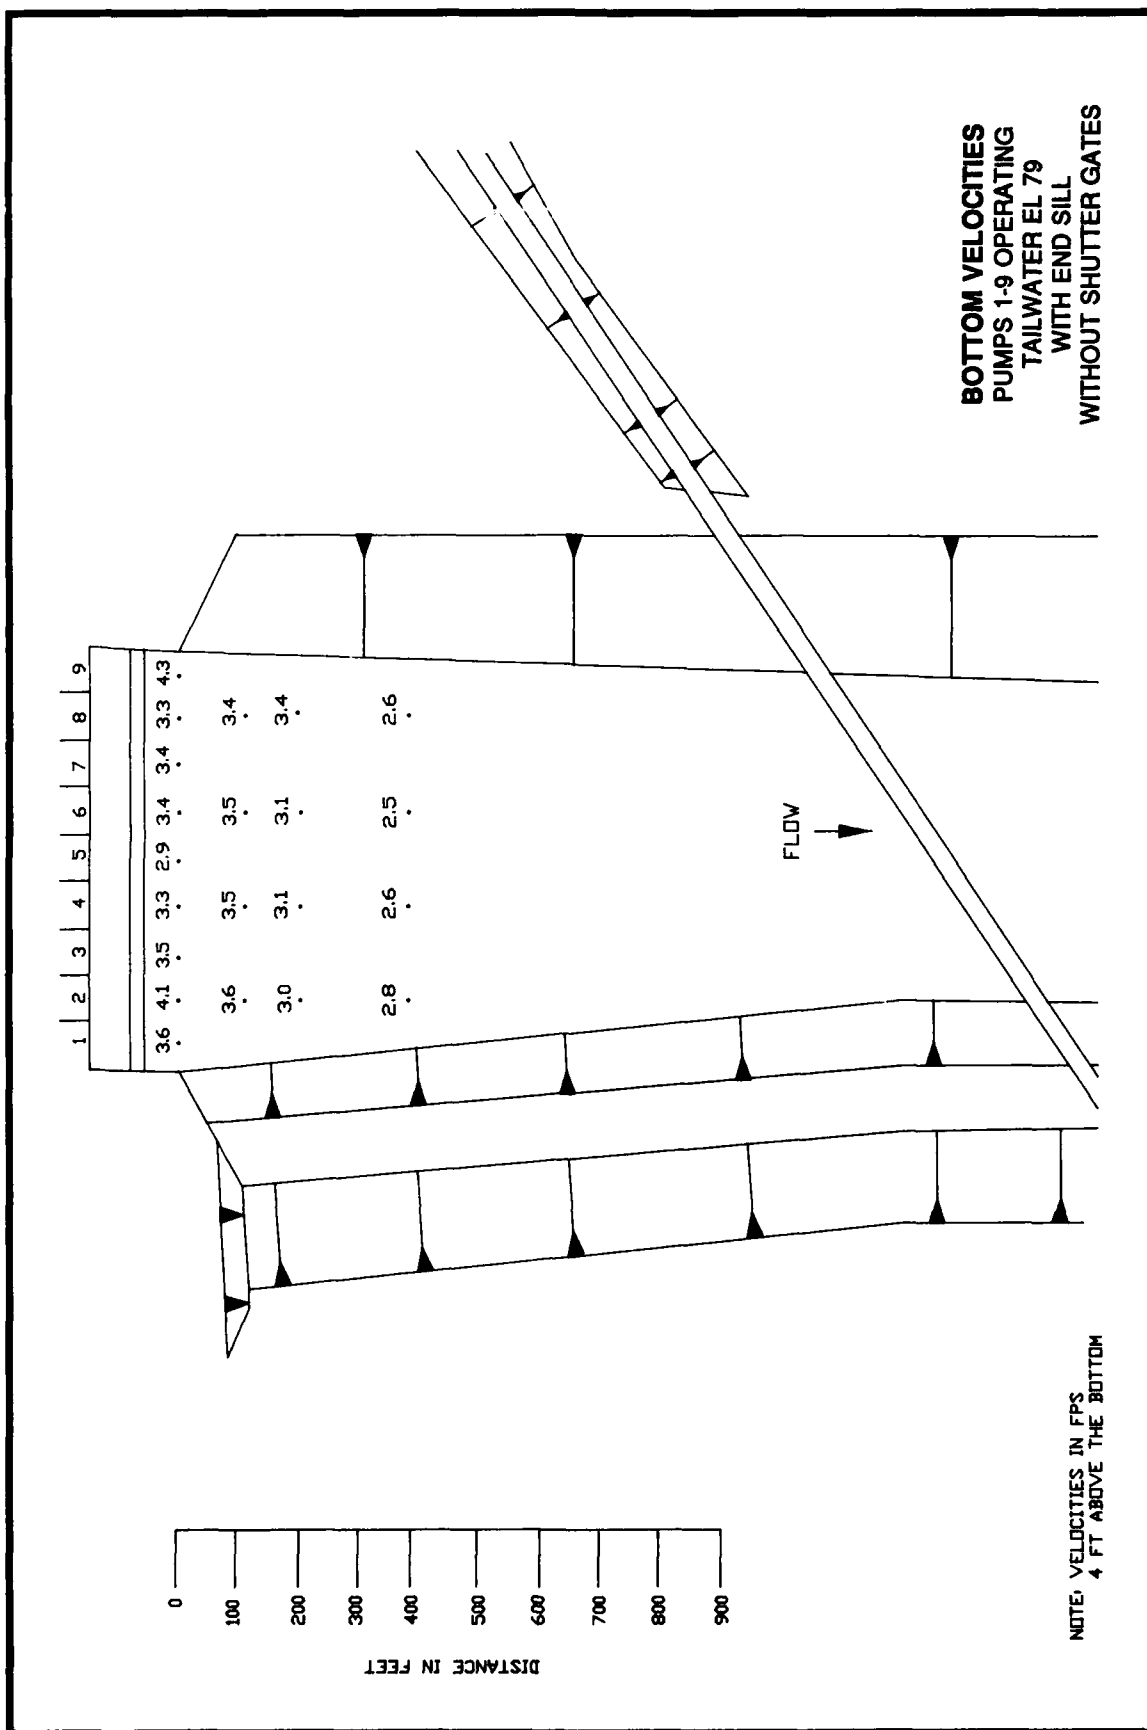 1 2 3 4 5 6 7 8 9
3.6 4.1 3.5 3.3 2.9 3.4 3.4 3.3 4.3
3.6 3.5 3.5 3.4
3.0 3.1 3.1 3.4
2.8 2.6 2.5 2.6
FLOW
DISTANCE IN FEET
0
100
200
300
400
500
600
700
800
900
NOTE: VELOCITIES IN FPS
4 FT ABOVE THE BOTTOM
BOTTOM VELOCITIES
PUMPS 1-9 OPERATING
TAILWATER EL 79
WITH END SILL
WITHOUT SHUTTER GATES